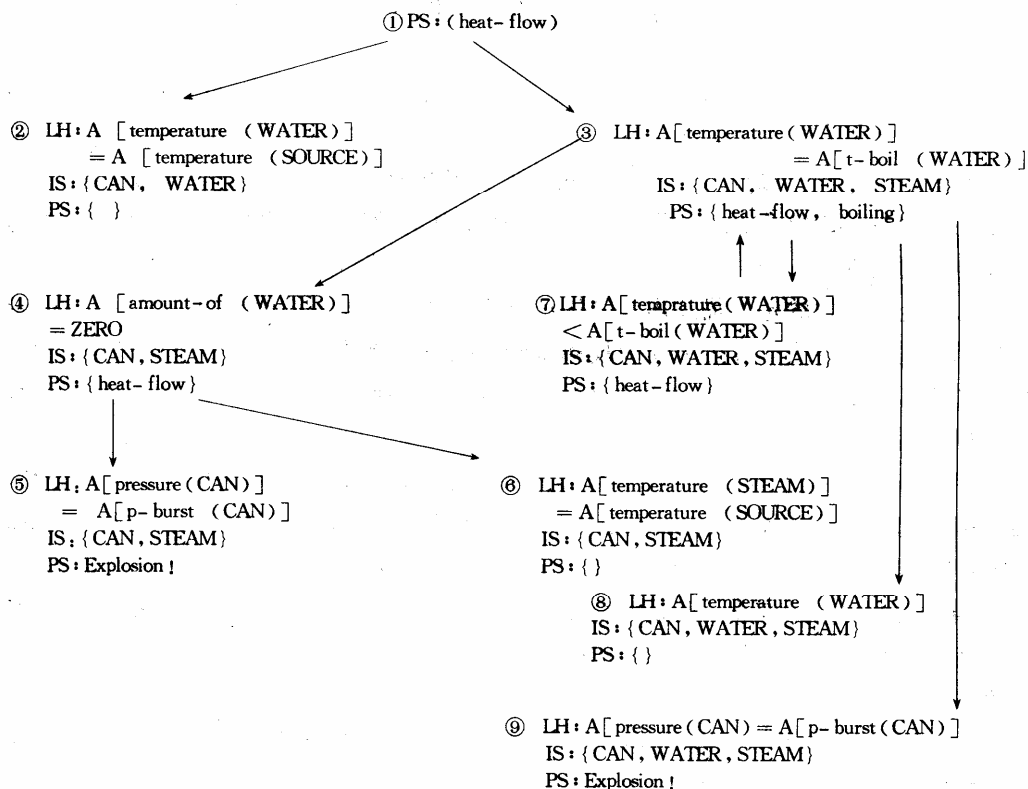 ① PS:(heat-flow)
② LH:A [temperature (WATER)]
=A [temperature (SOURCE)]
IS:{CAN, WATER}
PS:{ }
③ LH:A[temperature(WATER)]
=A[t-boil (WATER)]
IS:{CAN. WATER. STEAM}
PS:{heat-flow, boiling}
④ LH:A [amount-of (WATER)]
=ZERO
IS:{CAN,STEAM}
PS:{heat-flow}
⑦ LH:A[temprature(WATER)]
<A[t-boil(WATER)]
IS:{CAN,WATER,STEAM}
PS:{heat-flow}
⑤ LH:A[pressure(CAN)]
= A[p-burst (CAN)]
IS:{CAN,STEAM}
PS:Explosion!
⑥ LH:A[temperature (STEAM)]
=A[temperature (SOURCE)]
IS:{CAN,STEAM}
PS:{}
⑧ LH:A[temperature (WATER)]
IS:{CAN,WATER,STEAM}
PS:{}
⑨ LH:A[pressure(CAN)=A[p-burst(CAN)]
IS:{CAN,WATER,STEAM}
PS:Explosion!